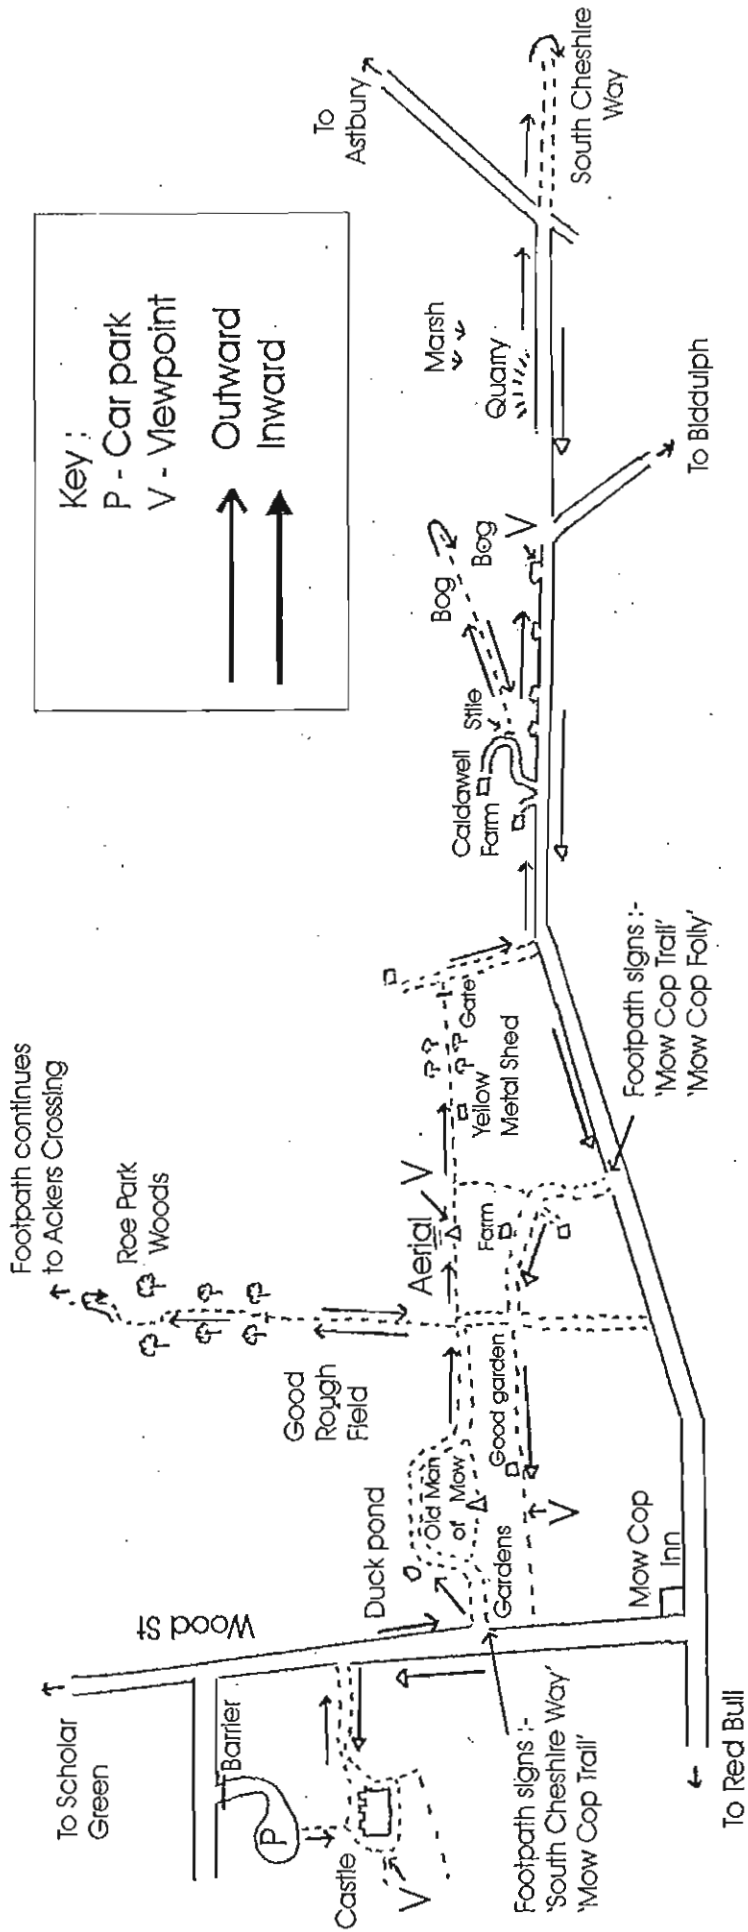 To
Astbury
South Cheshire
Way
Key :
P - Car park
V - Viewpoint
Outward
Inward
Marsh
Quarry
To Biddulph
Bog
Bog
V
Stile
Caldawell
Farm
Footpath continues
to Ackers Crossing
Roe Park
Woods
Gate
Yellow
Metal Shed
V
Aerial
Farm
Footpath signs :-
'Mow Cop Trail'
'Mow Cop Folly'
Good
Rough
Field
Good garden
Duck pond
Old Man
of Mow
Gardens
V
Mow Cop
Inn
Wood St
To Scholar
Green
Barrier
P
Castle
V
Footpath signs :-
'South Cheshire Way'
'Mow Cop Trail'
To Red Bull